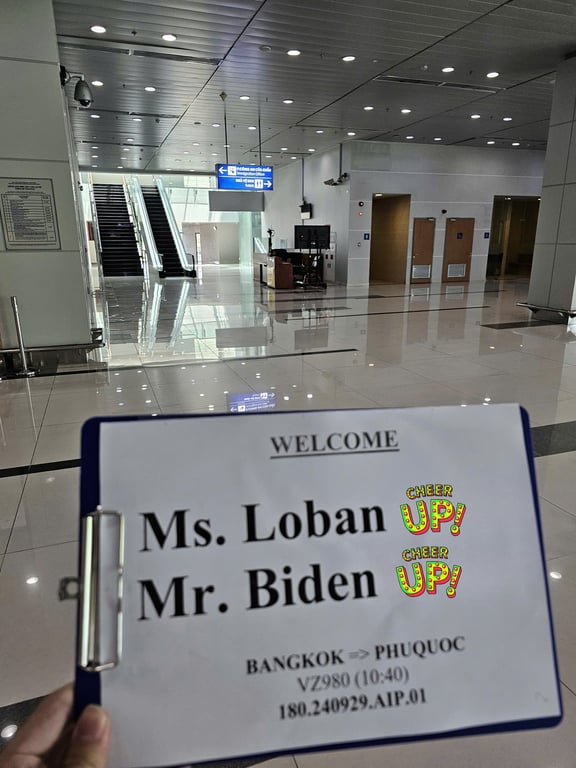 WELCOME
Ms. Loban
CHEER
UP!
Mr. Biden
CHEER
UP!
BANGKOK => PHUQUOC
VZ980 (10:40)
180.240929.AIP.01